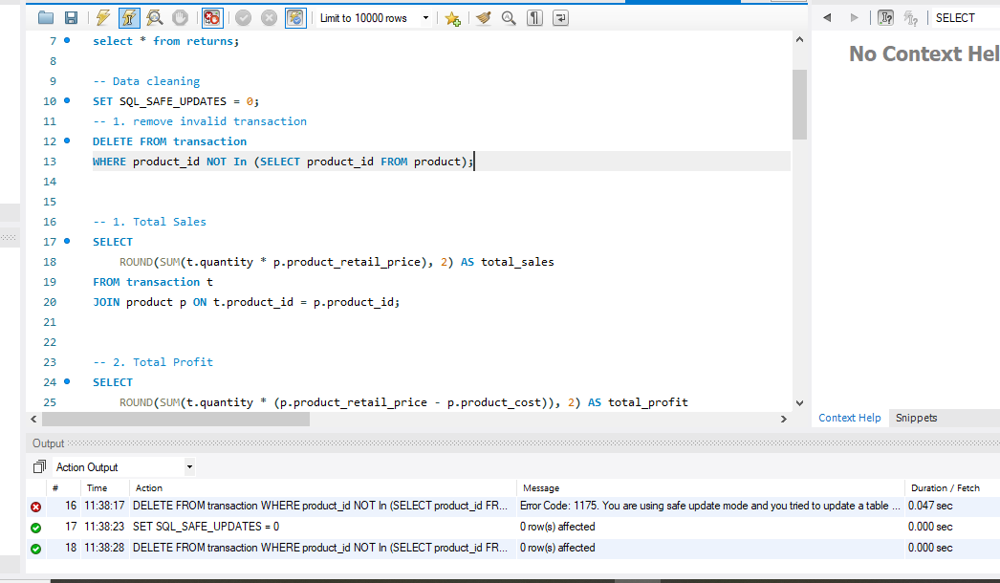 Limit to 10000 rows
SELECT
7 select * from returns;
8
9 -- Data cleaning
10 SET SQL_SAFE_UPDATES = 0;
11 -- 1. remove invalid transaction
12 DELETE FROM transaction
13 WHERE product_id NOT In (SELECT product_id FROM product);
14
15
16 -- 1. Total Sales
17 SELECT
18 ROUND(SUM(t.quantity * p.product_retail_price), 2) AS total_sales
19 FROM transaction t
20 JOIN product p ON t.product_id = p.product_id;
21
22
23 -- 2. Total Profit
24 SELECT
25 ROUND(SUM(t.quantity * (p.product_retail_price - p.product_cost)), 2) AS total_profit
No Context Hel
Context Help Snippets
Output
Action Output
# Time Action Message Duration / Fetch
16 11:38:17 DELETE FROM transaction WHERE product_id NOT In (SELECT product_id FR... Error Code: 1175. You are using safe update mode and you tried to update a table ... 0.047 sec
17 11:38:23 SET SQL_SAFE_UPDATES = 0 0 row(s) affected 0.000 sec
18 11:38:28 DELETE FROM transaction WHERE product_id NOT In (SELECT product_id FR... 0 row(s) affected 0.000 sec